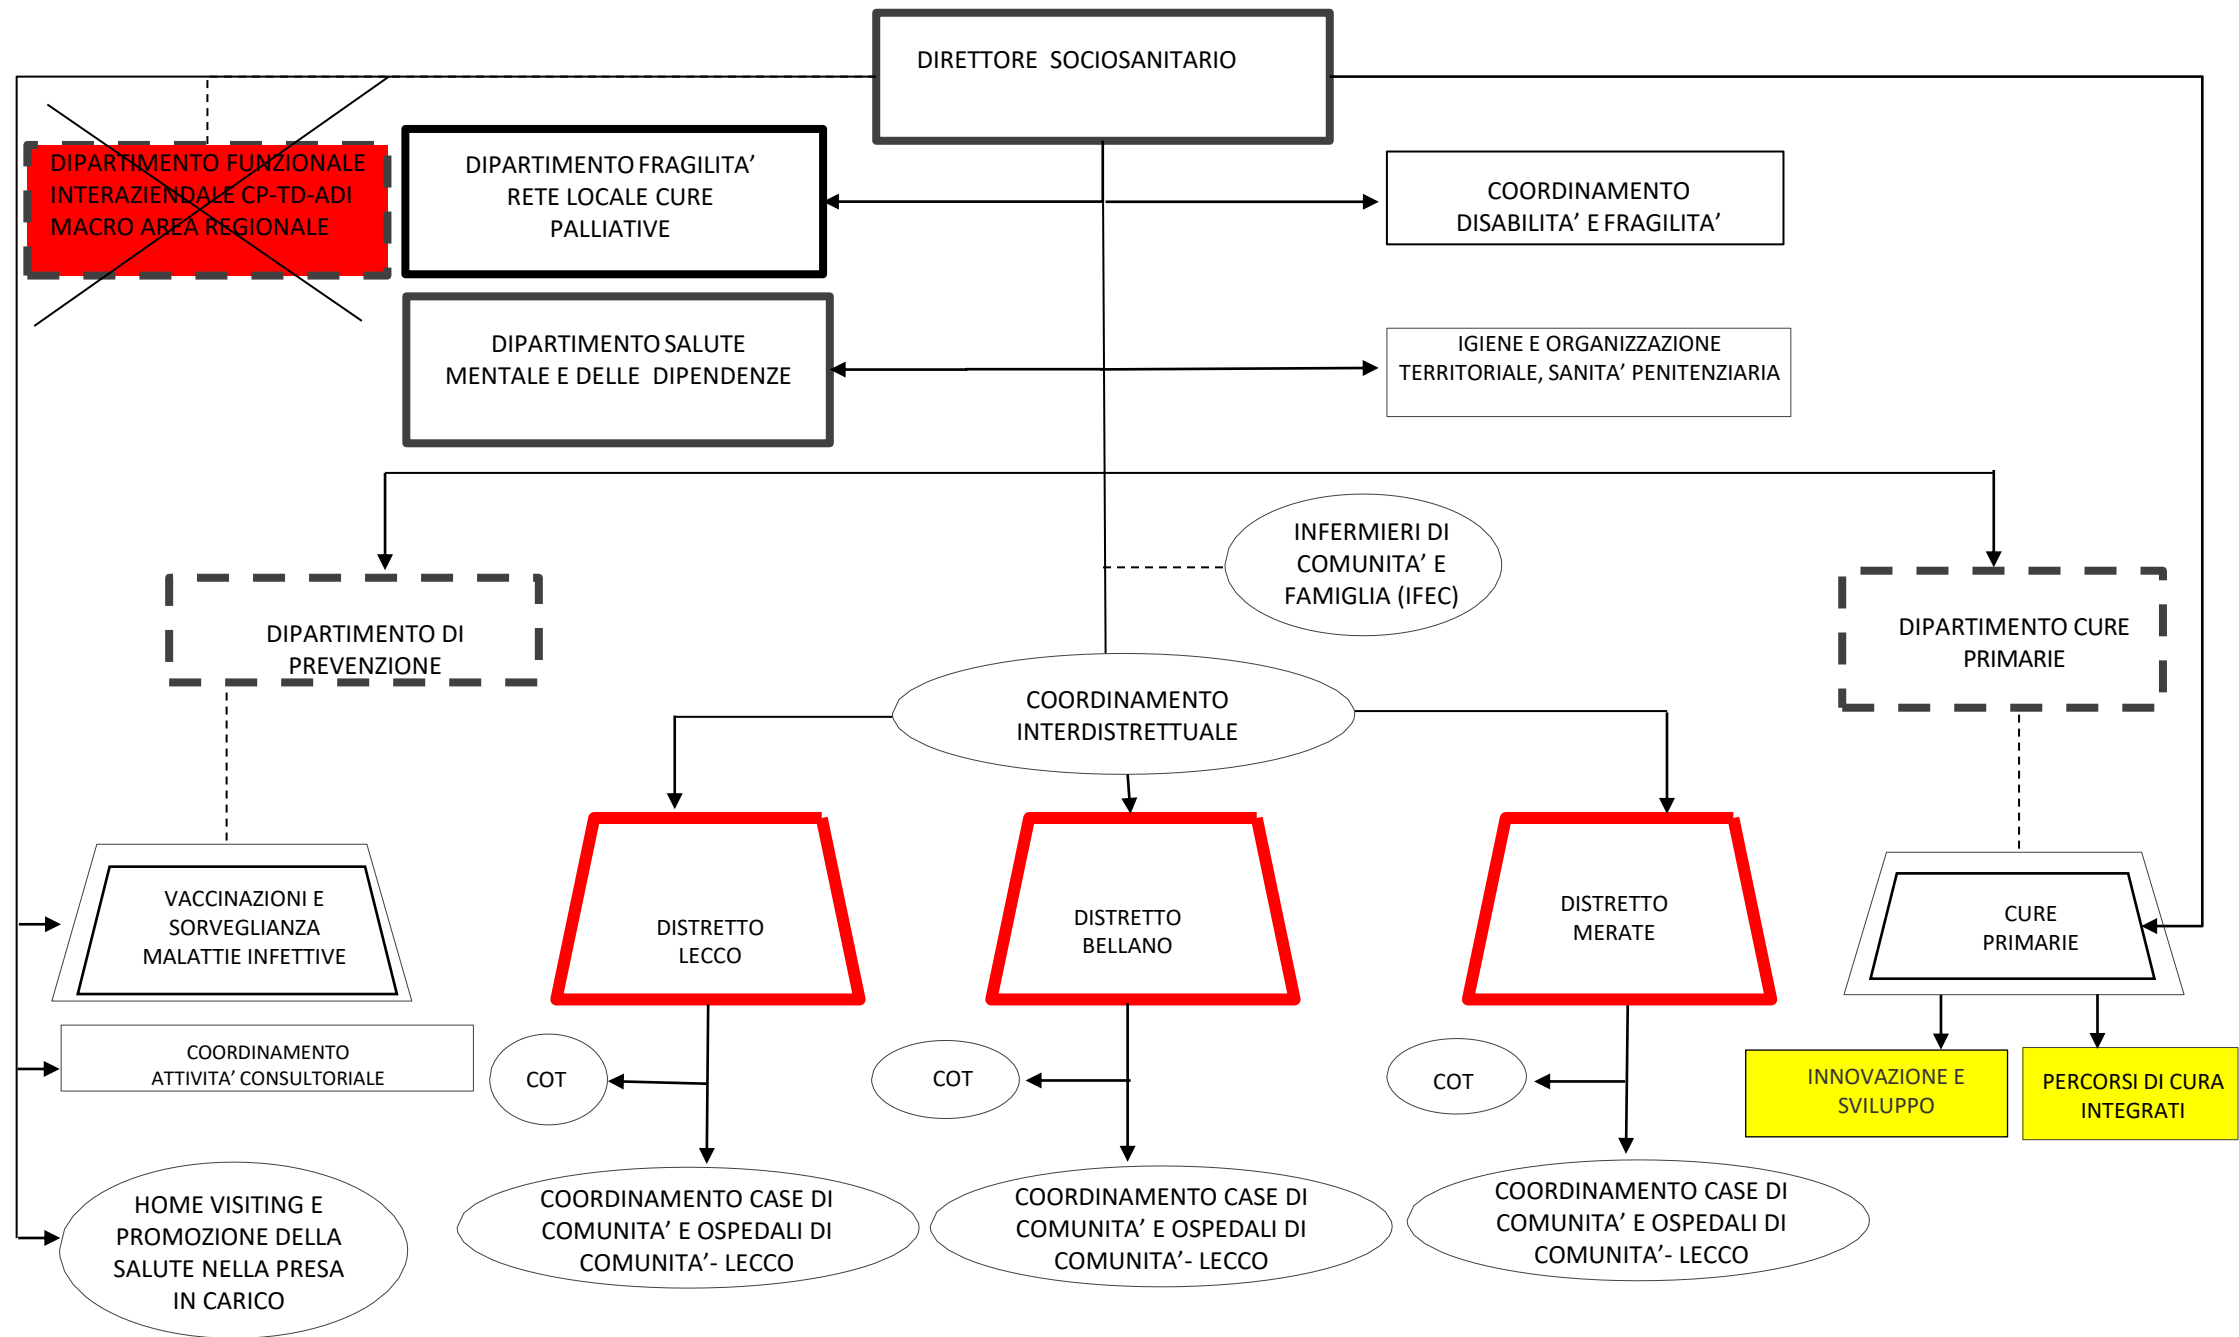 DIRETTORE SOCIOSANITARIO
DIPARTIMENTO FUNZIONALE
INTERAZIENDALE CP-TD-ADI
MACRO AREA REGIONALE
DIPARTIMENTO FRAGILITA’
RETE LOCALE CURE
PALLIATIVE
COORDINAMENTO
DISABILITA’ E FRAGILITA’
DIPARTIMENTO SALUTE
MENTALE E DELLE DIPENDENZE
IGIENE E ORGANIZZAZIONE
TERRITORIALE, SANITA’ PENITENZIARIA
INFERMIERI DI
COMUNITA’ E
FAMIGLIA (IFEC)
DIPARTIMENTO DI
PREVENZIONE
DIPARTIMENTO CURE
PRIMARIE
COORDINAMENTO
INTERDISTRETTUALE
VACCINAZIONI E
SORVEGLIANZA
MALATTIE INFETTIVE
DISTRETTO
LECCO
DISTRETTO
BELLANO
DISTRETTO
MERATE
CURE
PRIMARIE
COORDINAMENTO
ATTIVITA’ CONSULTORIALE
COT
COT
COT
INNOVAZIONE E
SVILUPPO
PERCORSI DI CURA
INTEGRATI
HOME VISITING E
PROMOZIONE DELLA
SALUTE NELLA PRESA
IN CARICO
COORDINAMENTO CASE DI
COMUNITA’ E OSPEDALI DI
COMUNITA’- LECCO
COORDINAMENTO CASE DI
COMUNITA’ E OSPEDALI DI
COMUNITA’- LECCO
COORDINAMENTO CASE DI
COMUNITA’ E OSPEDALI DI
COMUNITA’- LECCO